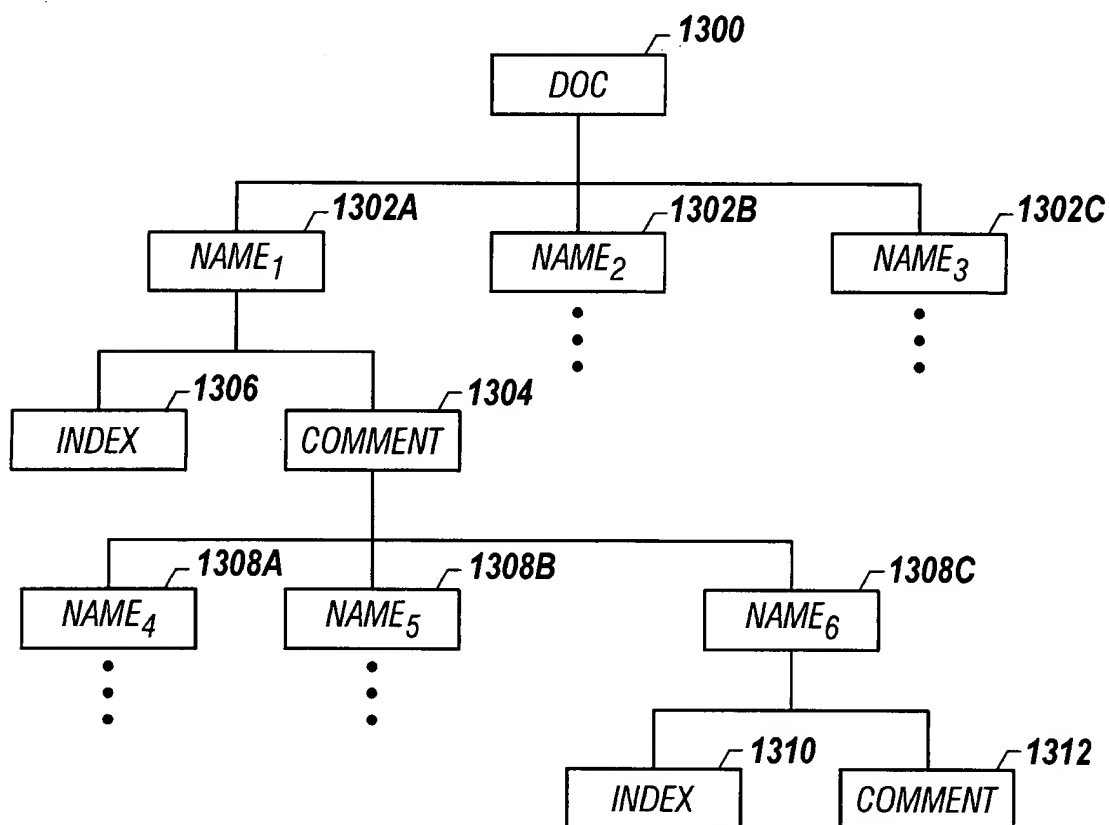 1300
DOC
1302A 1302B 1302C
NAME1 NAME2 NAME3
1306 1304
INDEX COMMENT
1308A 1308B 1308C
NAME4 NAME5 NAME6
1310 1312
INDEX COMMENT